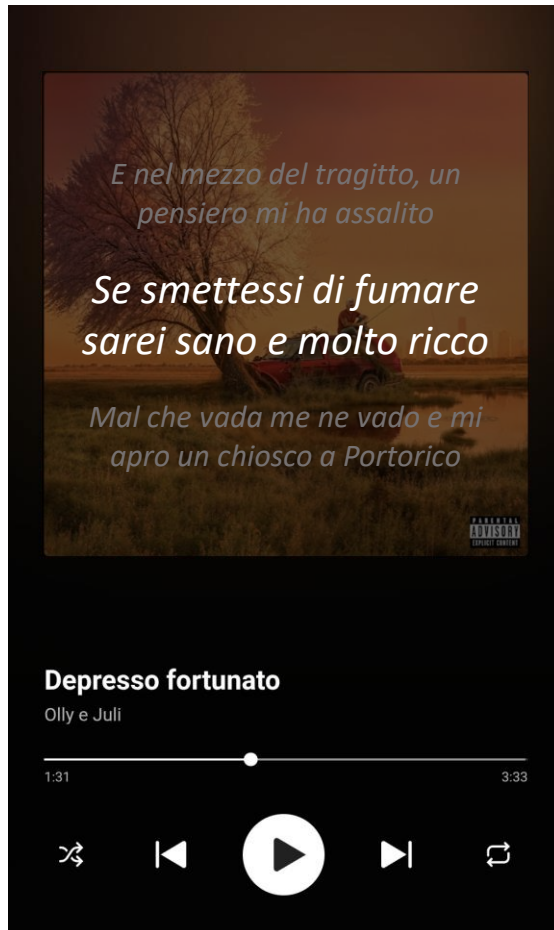 E nel mezzo del tragitto, un
pensiero mi ha assalito
Se smettessi di fumare
sarei sano e molto ricco
Mal che vada me ne vado e mi
apro un chiosco a Portorico
PARENTAL
ADVISORY
EXPLICIT CONTENT
Depresso fortunato
Olly e Juli
1:31 3:33